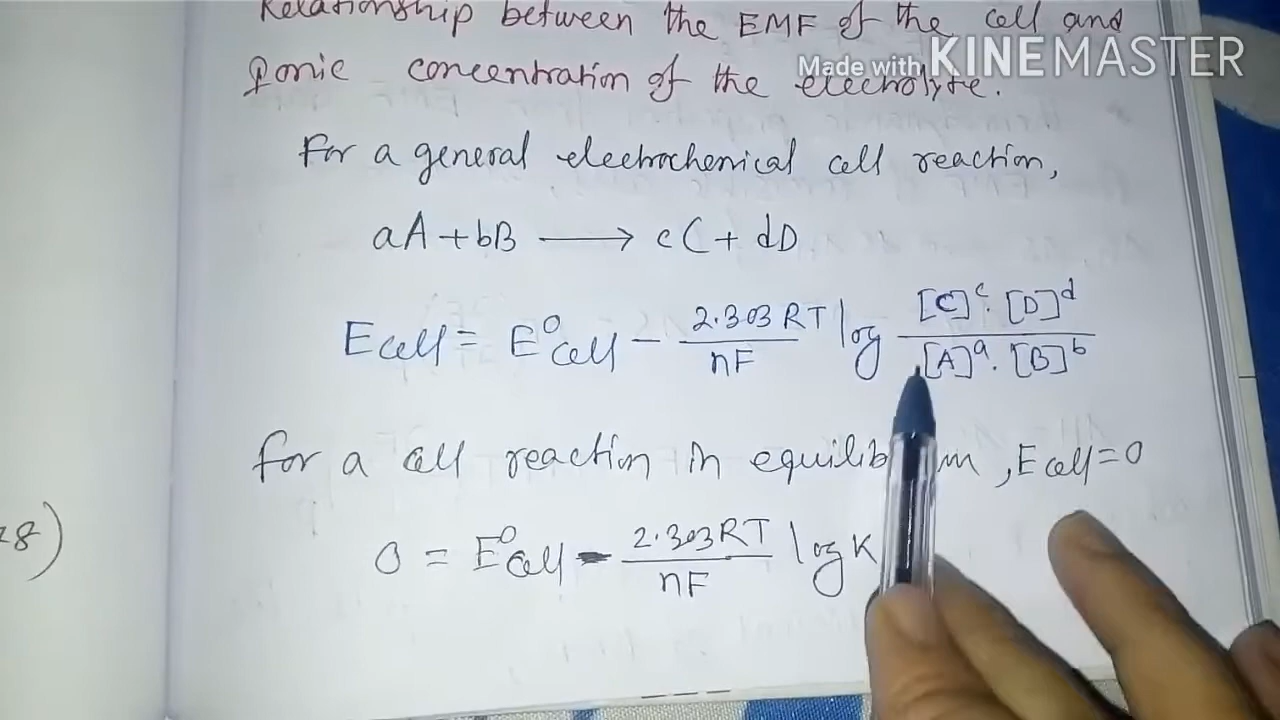 Relationship between the EMF of the cell and
Made with KINEMASTER
Ionic concentration of the electrolyte.
For a general electrochemical cell reaction,
aA + bB ⟶ cC + dD
Ecell = E⁰cell − 2.303RT/nF log [C]ᶜ·[D]ᵈ/[A]ᵃ·[B]ᵇ
for a cell reaction in equilib m, Ecell = 0
28)
0 = E⁰cell − 2.303RT/nF log K